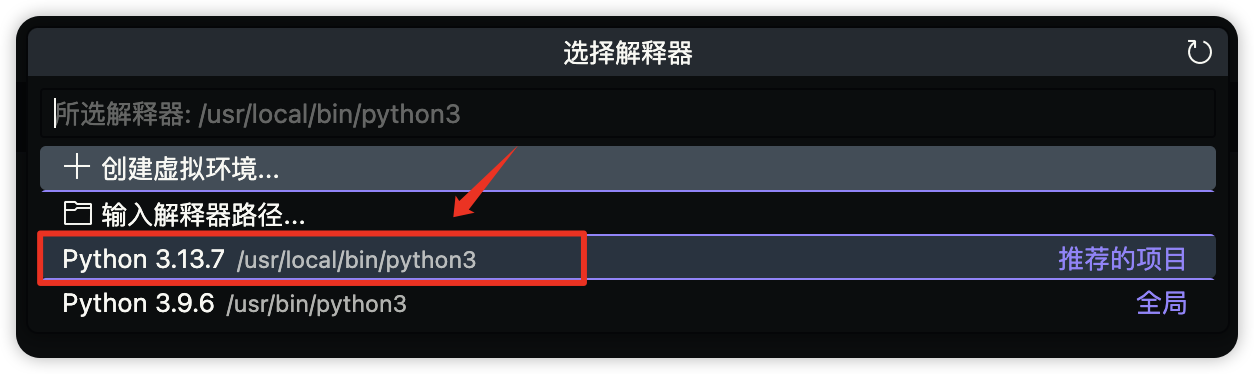 选择解释器
所选解释器: /usr/local/bin/python3
创建虚拟环境...
输入解释器路径...
Python 3.13.7 /usr/local/bin/python3 推荐的项目
Python 3.9.6 /usr/bin/python3 全局